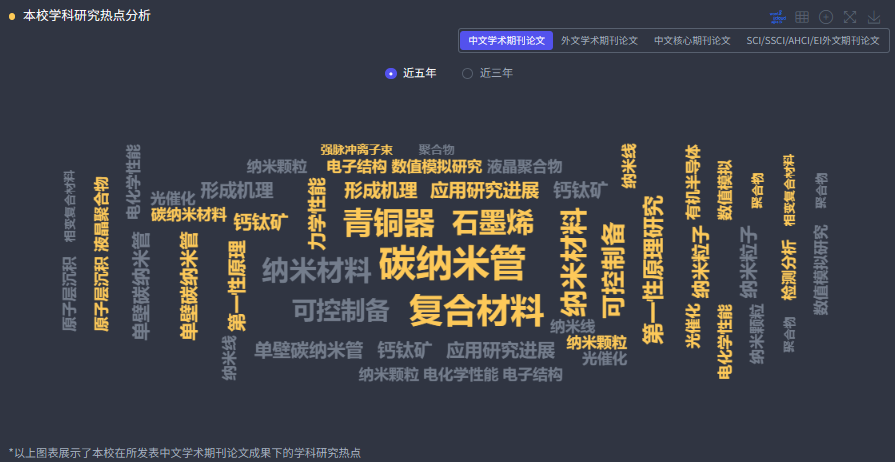 本校学科研究热点分析
中文学术期刊论文 外文学术期刊论文 中文核心期刊论文 SCI/SSCI/AHCI/EI外文期刊论文
近五年 近三年
强脉冲离子束 聚合物
纳米颗粒 电子结构 数值模拟研究 液晶聚合物
形成机理 形成机理 应用研究进展 钙钛矿
光催化
碳纳米材料 钙钛矿 青铜器 石墨烯
碳纳米管
纳米材料
可控制备 复合材料
纳米线
纳米颗粒
单壁碳纳米管 钙钛矿 应用研究进展 光催化
纳米颗粒 电化学性能 电子结构
相变复合材料
原子层沉积
液晶聚合物
原子层沉积
电化学性能
单壁碳纳米管
单壁碳纳米管
第一性原理
纳米线
力学性能
纳米材料
可控制备
纳米线
第一性原理研究
有机半导体
纳米粒子
光催化
数值模拟
电化学性能
聚合物
纳米粒子
纳米颗粒
相变复合材料
检测分析
聚合物
聚合物
数值模拟研究
*以上图表展示了本校在所发表中文学术期刊论文成果下的学科研究热点